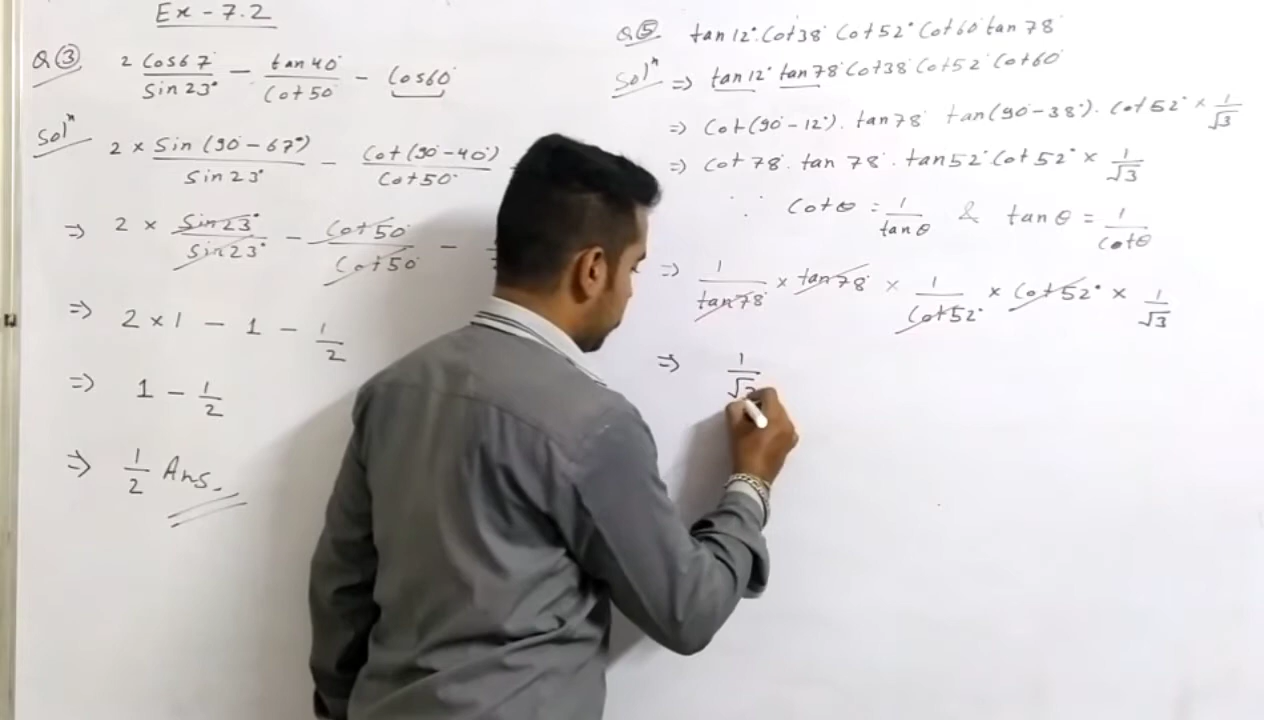 Ex - 7.2
Q(3) 2 Cos67°/Sin23° - tan40°/Cot50° - Cos60°
Solⁿ 2 × Sin(90°-67°)/Sin23° - Cot(90°-40°)/Cot50°
=> 2 × Sin23°/Sin23° - Cot50°/Cot50° -
=> 2×1 - 1 - 1/2
=> 1 - 1/2
=> 1/2 Ans.
Q(5) tan12°.Cot38° Cot52° Cot60° tan78°
Solⁿ => tan12° tan78° Cot38° Cot52° Cot60°
=> Cot(90°-12°). tan78° tan(90-38°). Cot52° × 1/√3
=> Cot78°. tan78°. tan52° Cot52° × 1/√3
∵ Cotθ = 1/tanθ & tanθ = 1/Cotθ
=> 1/tan78° × tan78° × 1/Cot52° × Cot52° × 1/√3
=> 1/√3